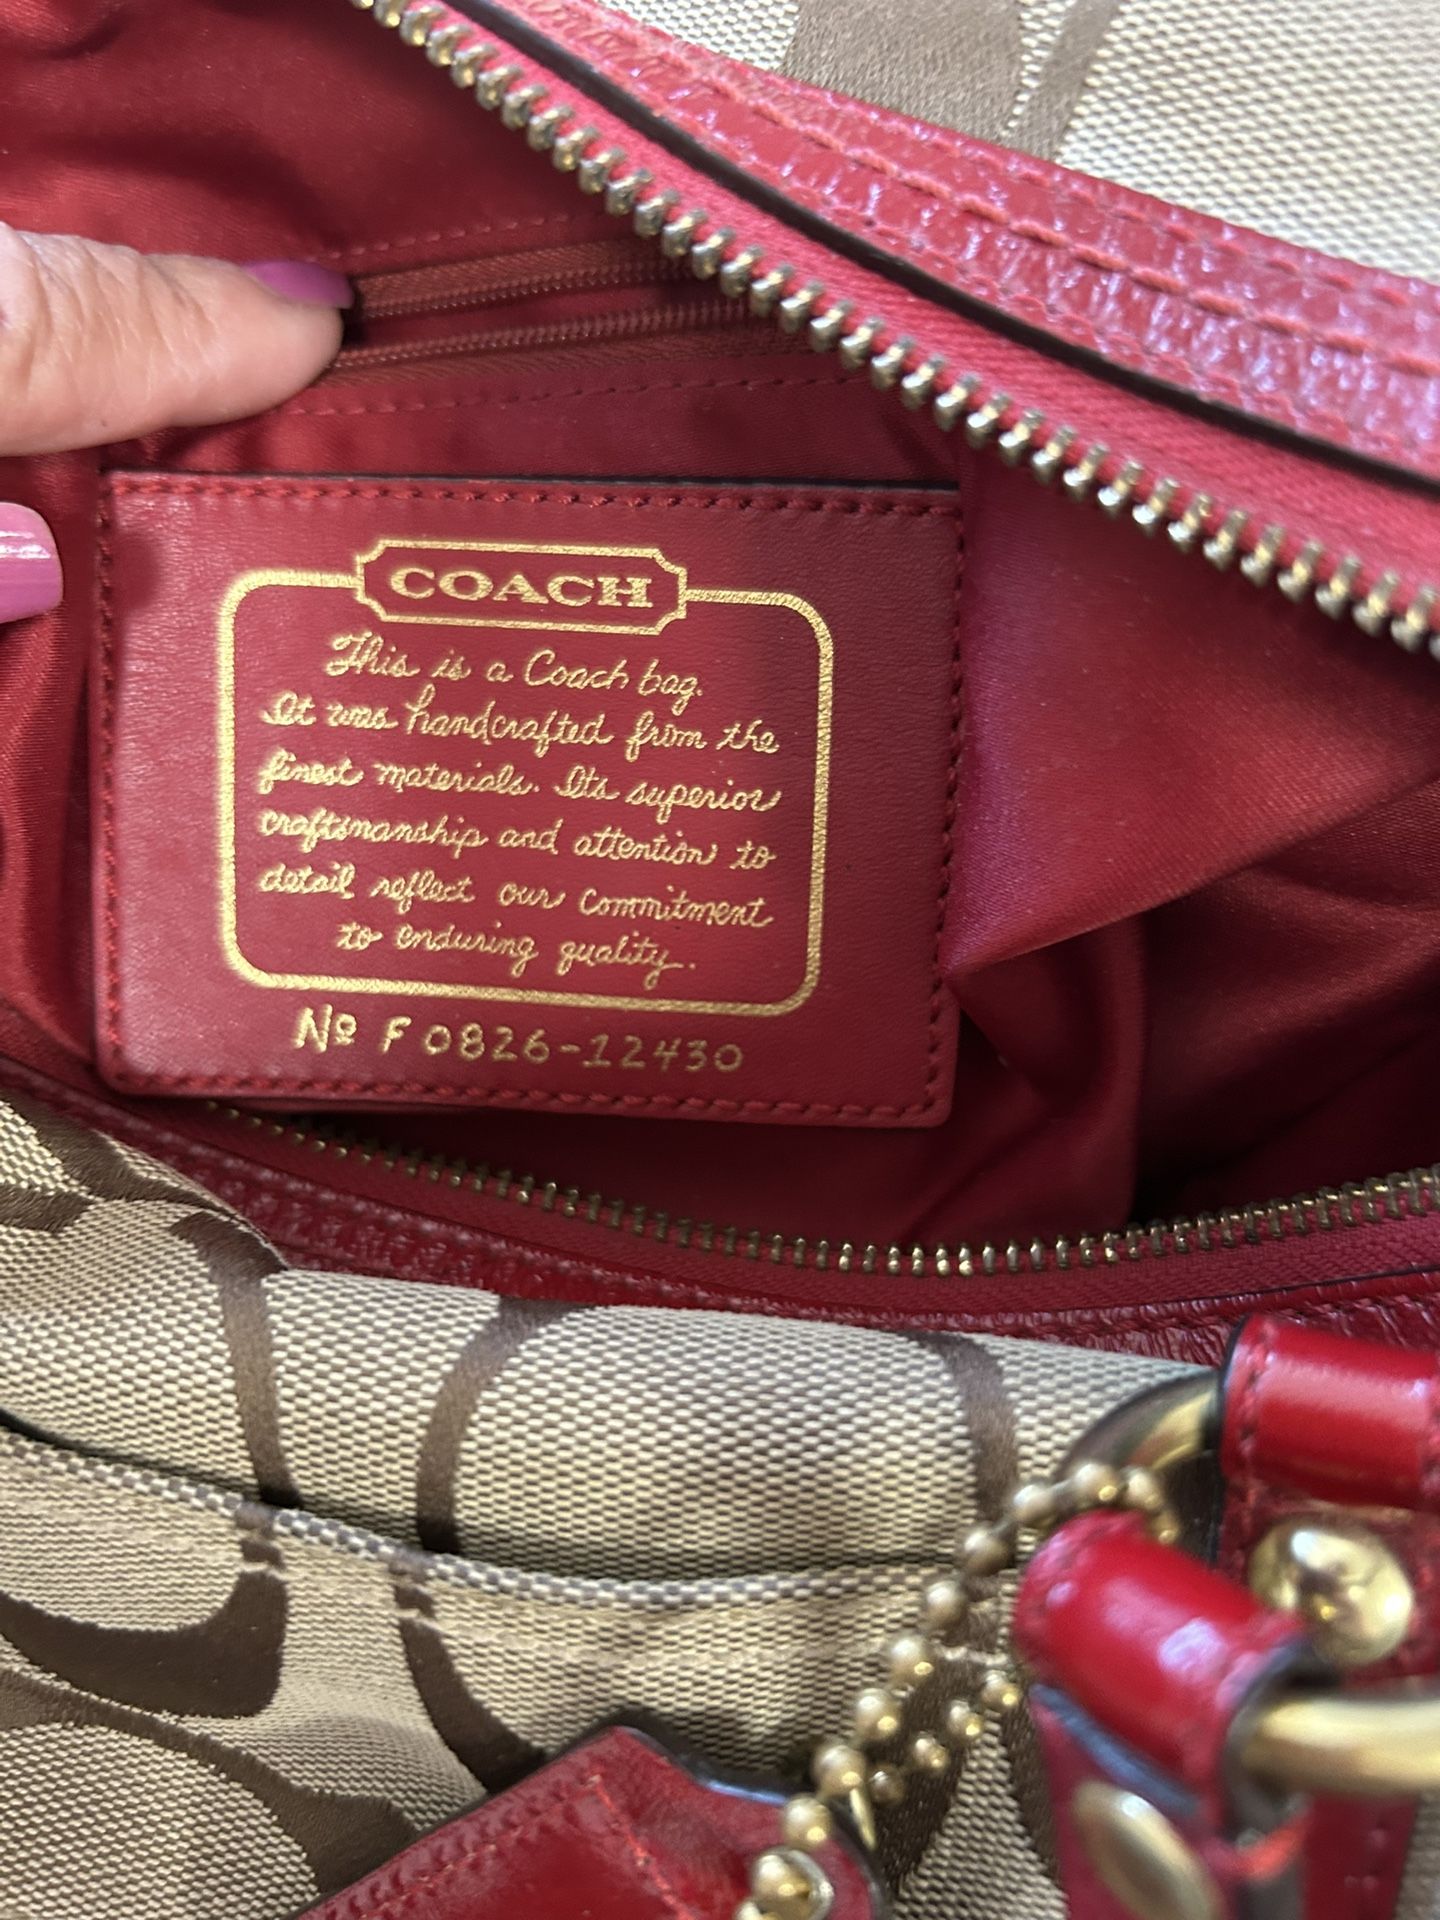 COACH
This is a Coach bag.
It was handcrafted from the
finest materials. Its superior
craftsmanship and attention to
detail reflect our commitment
to enduring quality.
Nº F0826-12430